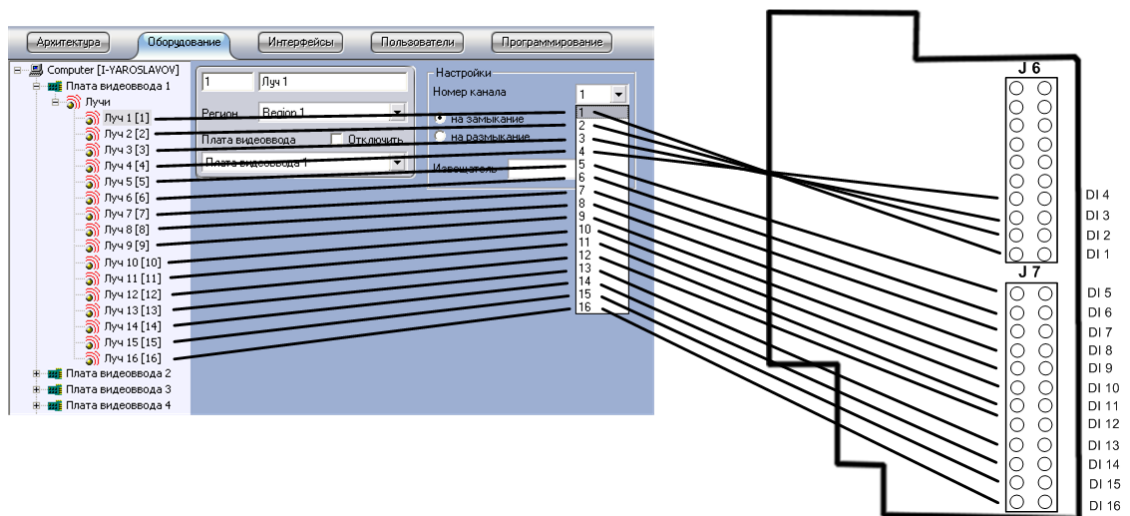 Архитектура Оборудование Интерфейсы Пользователи Программирование
Computer [I-YAROSLAVOV]
Плата видеоввода 1
Лучи
Луч 1 [1]
Луч 2 [2]
Луч 3 [3]
Луч 4 [4]
Луч 5 [5]
Луч 6 [6]
Луч 7 [7]
Луч 8 [8]
Луч 9 [9]
Луч 10 [10]
Луч 11 [11]
Луч 12 [12]
Луч 13 [13]
Луч 14 [14]
Луч 15 [15]
Луч 16 [16]
Плата видеоввода 2
Плата видеоввода 3
Плата видеоввода 4
1 Луч 1
Регион Region 1
Плата видеоввода Отключить
Плата видеоввода 1
Настройки
Номер канала 1
на замыкание
на размыкание
Извещатель
1
2
3
4
5
6
7
8
9
10
11
12
13
14
15
16
J 6
DI 4
DI 3
DI 2
DI 1
J 7
DI 5
DI 6
DI 7
DI 8
DI 9
DI 10
DI 11
DI 12
DI 13
DI 14
DI 15
DI 16